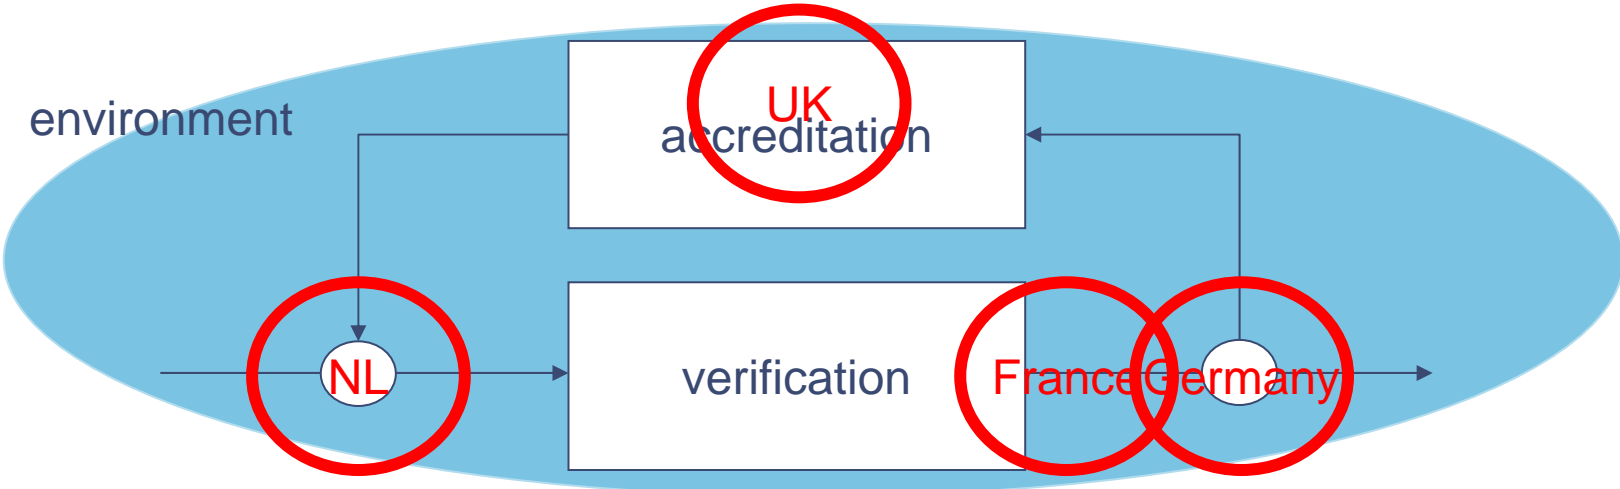 UK
environment
accreditation
NL
verification
France
Germany